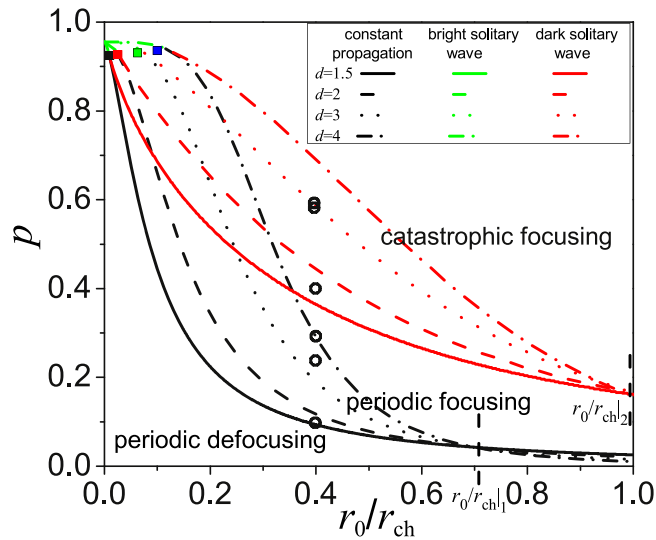 constant propagation bright solitary wave dark solitary wave
d=1.5
d=2
d=3
d=4
1.0
0.8
0.6
0.4
0.2
0.0
p
catastrophic focusing
periodic focusing
periodic defocusing
r0/rch|2
r0/rch|1
0.0 0.2 0.4 0.6 0.8 1.0
r0/rch